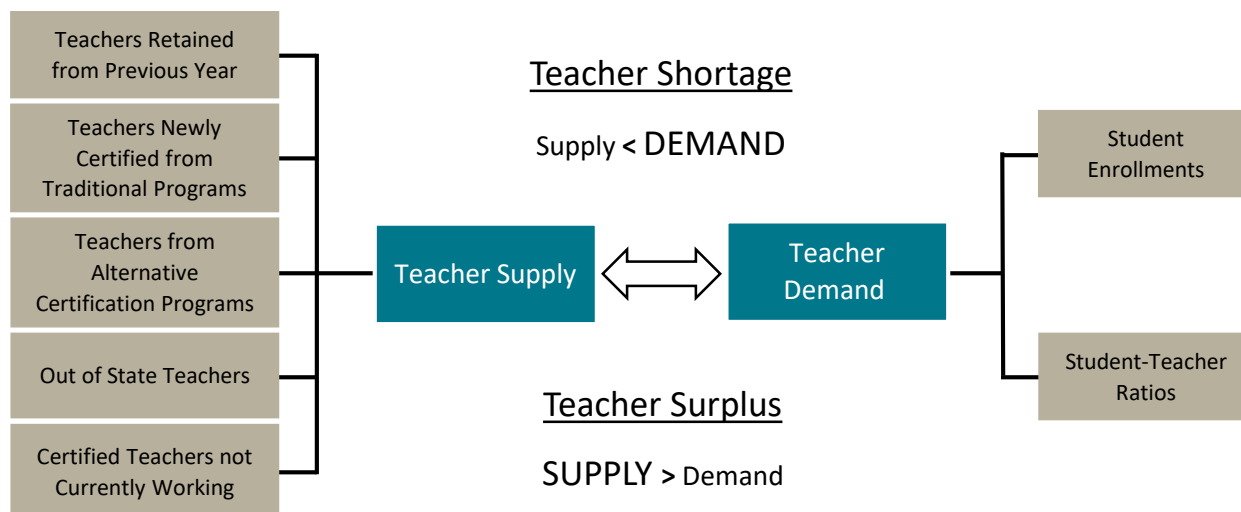 Teachers Retained
from Previous Year
Teachers Newly
Certified from
Traditional Programs
Teachers from
Alternative
Certification Programs
Out of State Teachers
Certified Teachers not
Currently Working
Teacher Supply
Teacher Shortage
Supply < DEMAND
Teacher Surplus
SUPPLY > Demand
Teacher
Demand
Student
Enrollments
Student-Teacher
Ratios